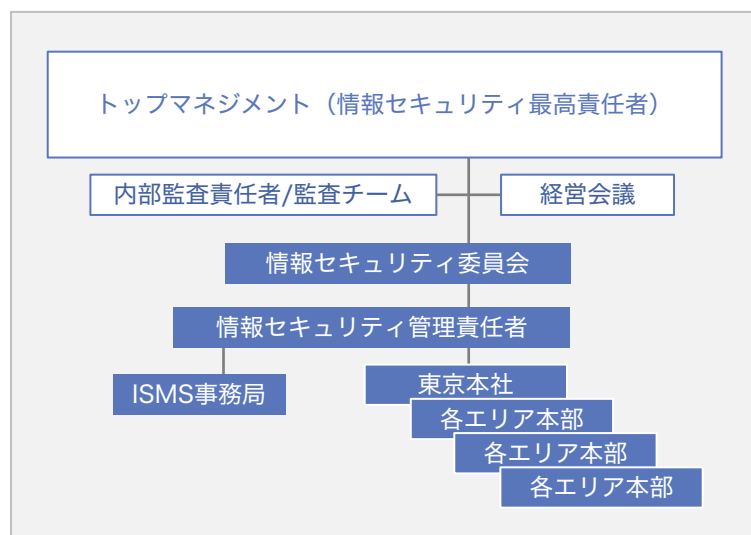 トップマネジメント（情報セキュリティ最高責任者）
内部監査責任者/監査チーム
経営会議
情報セキュリティ委員会
情報セキュリティ管理責任者
ISMS事務局
東京本社
各エリア本部
各エリア本部
各エリア本部